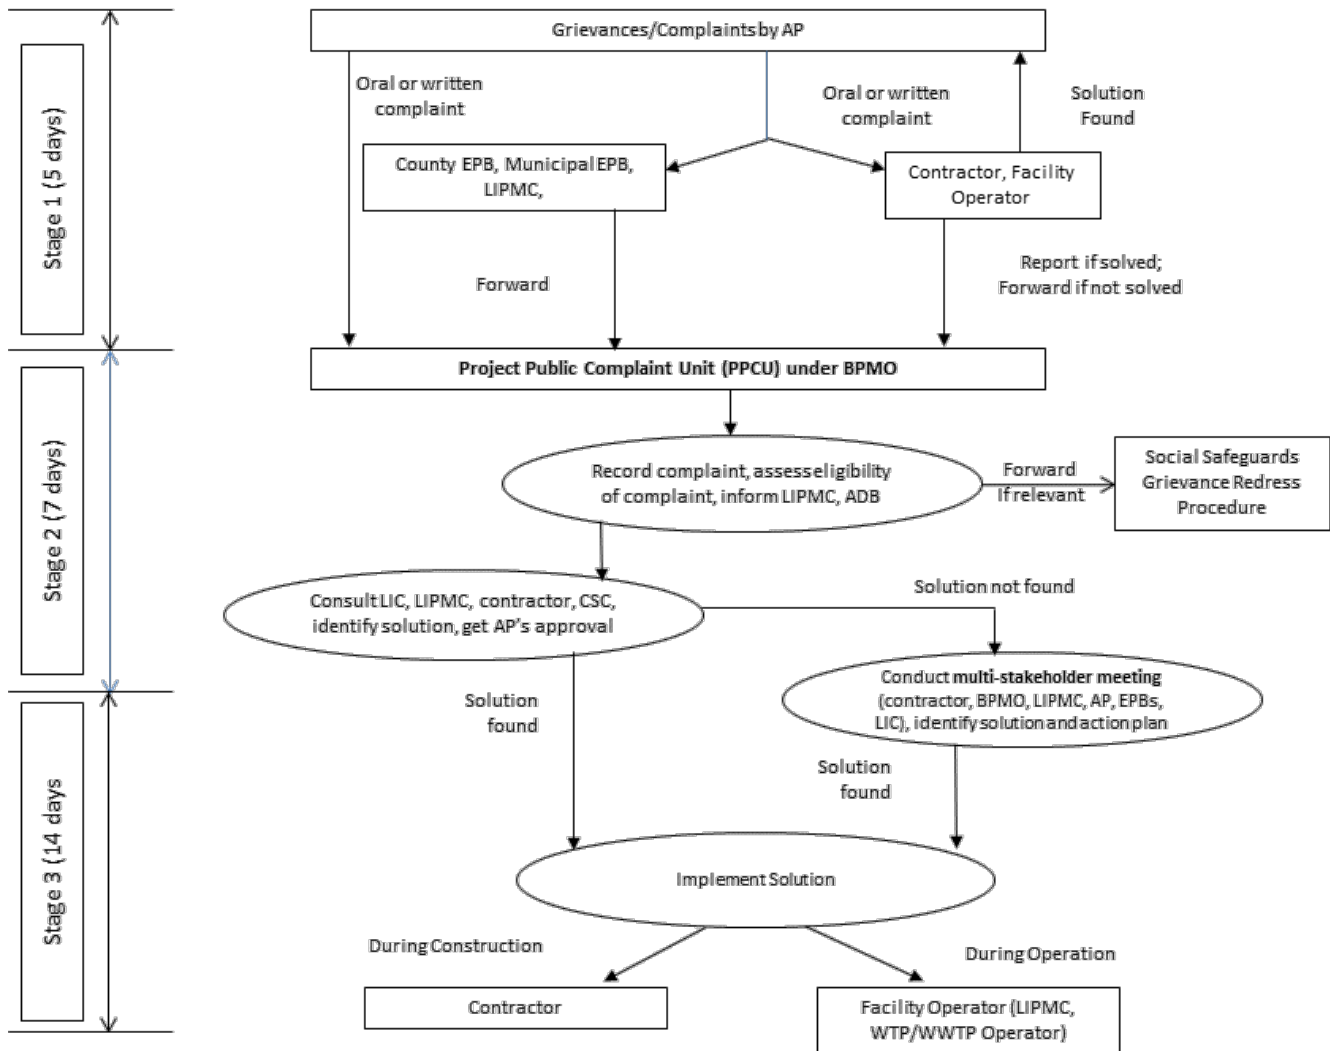 Grievances/Complaints by AP
Stage 1 (5 days)
Oral or written
complaint
Oral or written
complaint
Solution
Found
County EPB, Municipal EPB,
LIPMC,
Contractor, Facility
Operator
Forward
Report if solved;
Forward if not solved
Project Public Complaint Unit (PPCU) under BPMO
Stage 2 (7 days)
Record complaint, assess eligibility
of complaint, inform LIPMC, ADB
Forward
If relevant
Social Safeguards
Grievance Redress
Procedure
Consult LIC, LIPMC, contractor, CSC,
identify solution, get AP's approval
Solution not found
Conduct multi-stakeholder meeting
(contractor, BPMO, LIPMC, AP, EPBs,
LIC), identify solution and action plan
Stage 3 (14 days
Solution
found
Solution
found
Implement Solution
During Construction
During Operation
Contractor
Facility Operator (LIPMC,
WTP/WWTP Operator)